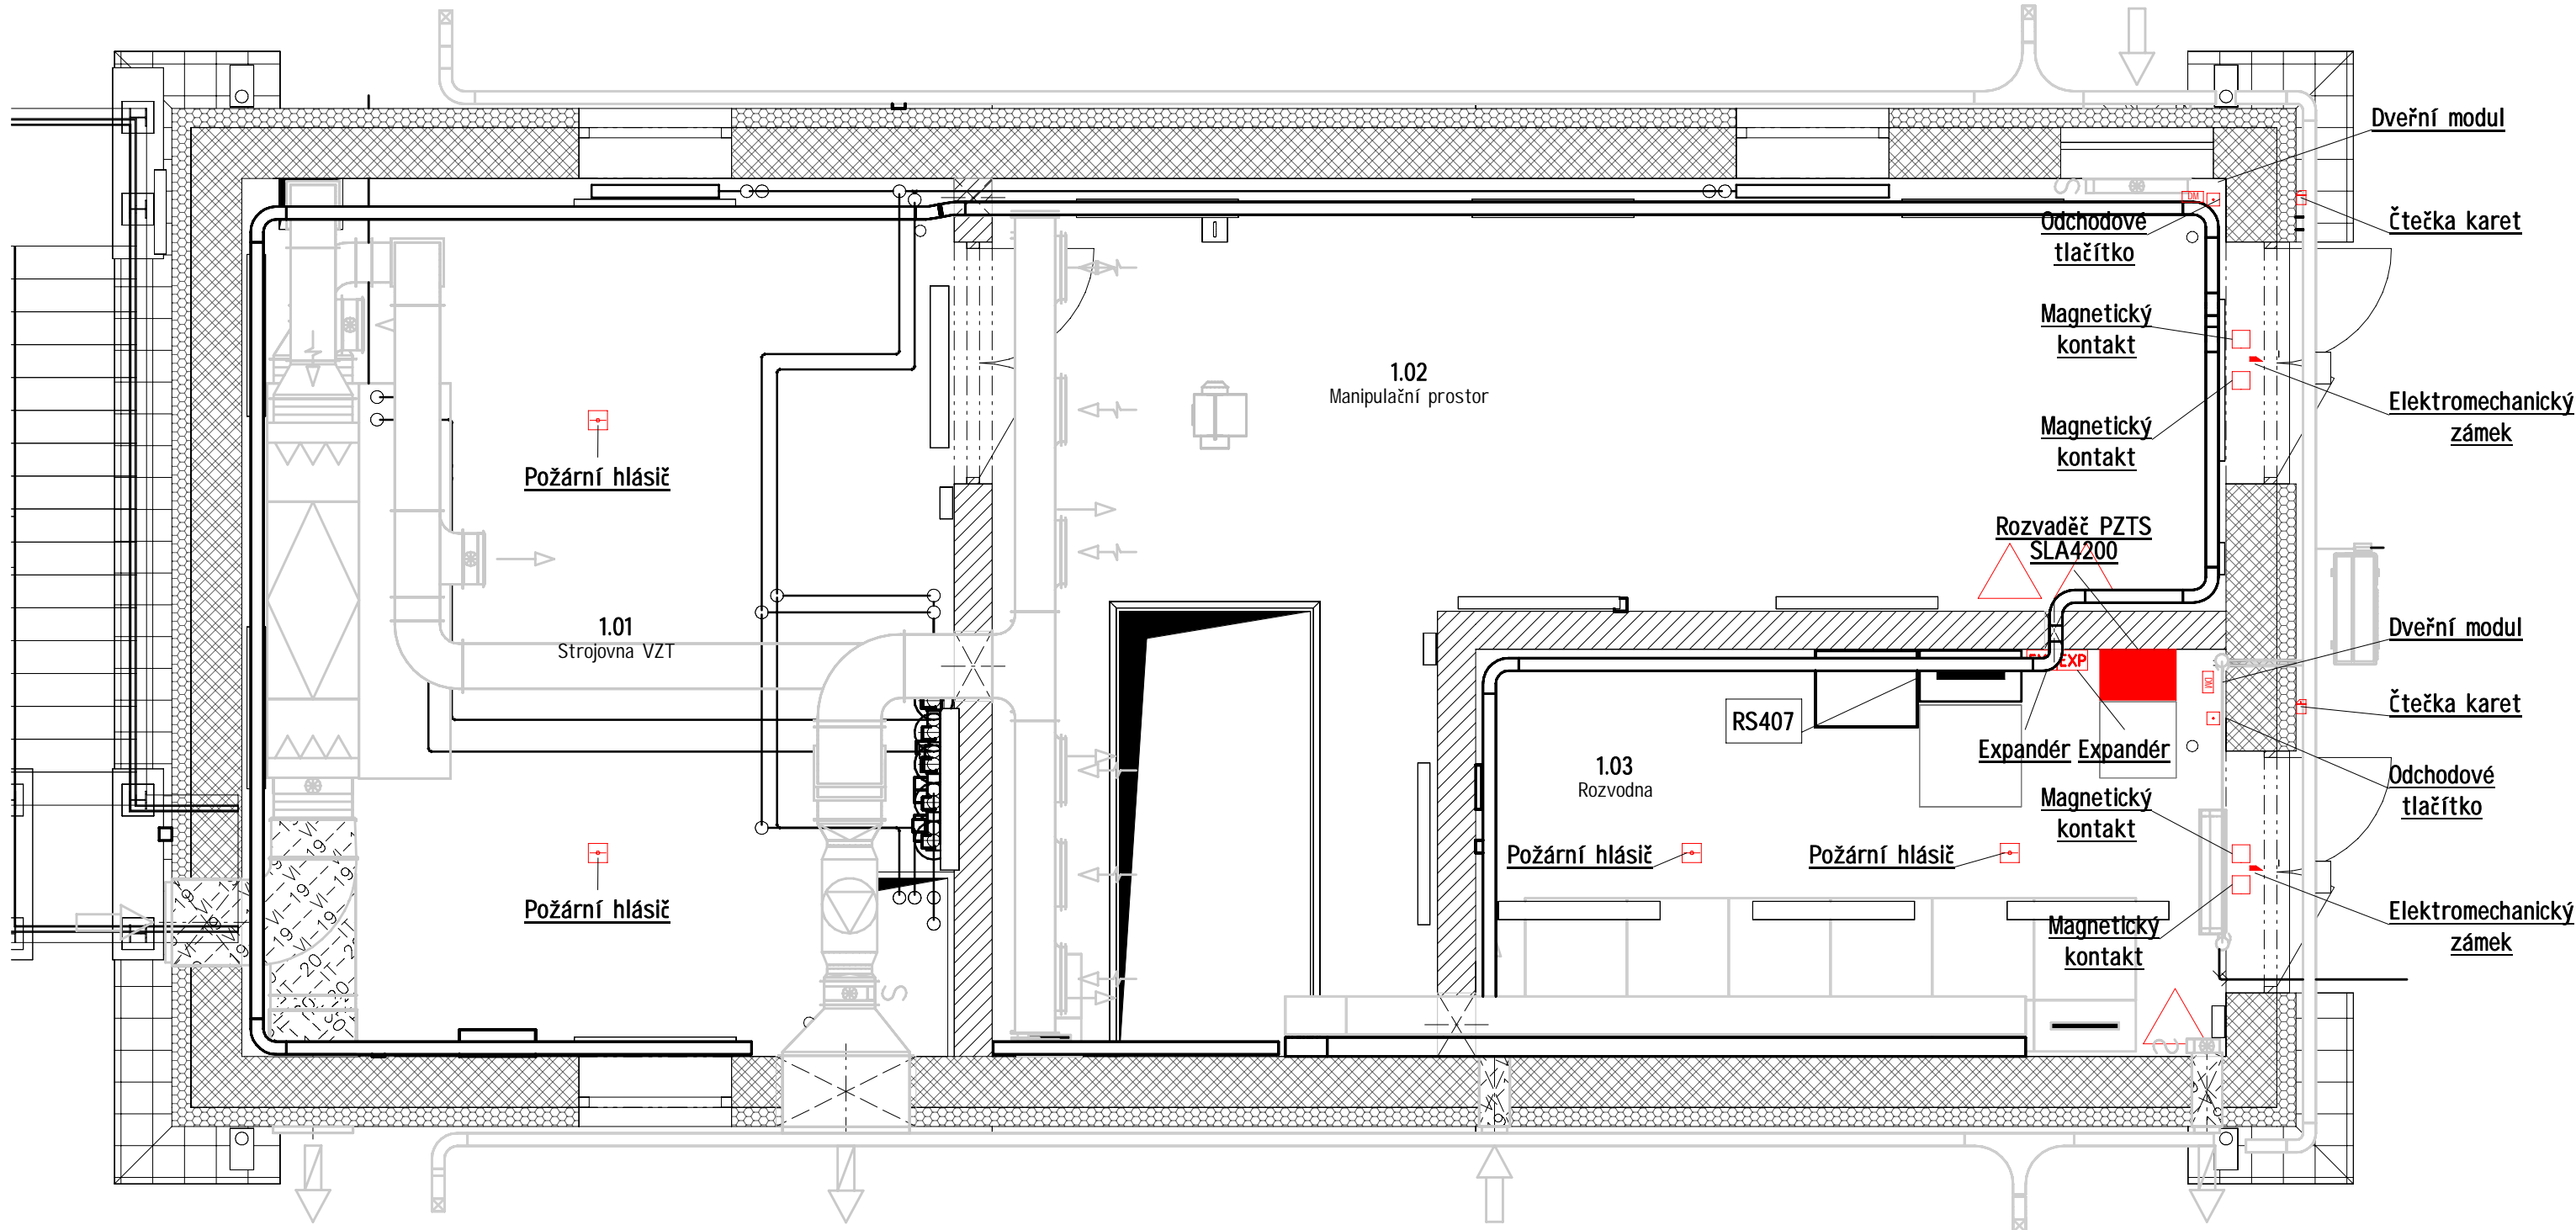 Dveřní modul
DM
Čtečka karet
Odchodové
tlačítko
Magnetický
kontakt
1.02
Manipulační prostor
Elektromechanický
zámek
Magnetický
kontakt
Požární hlásič
Rozvaděč PZTS
SLA4200
1.01
Strojovna VZT
Dveřní modul
EXP
DM
Čtečka karet
RS407
Expandér Expandér
1.03
Rozvodna
Odchodové
tlačítko
Magnetický
kontakt
Požární hlásič
Požární hlásič
Požární hlásič
Elektromechanický
zámek
Magnetický
kontakt